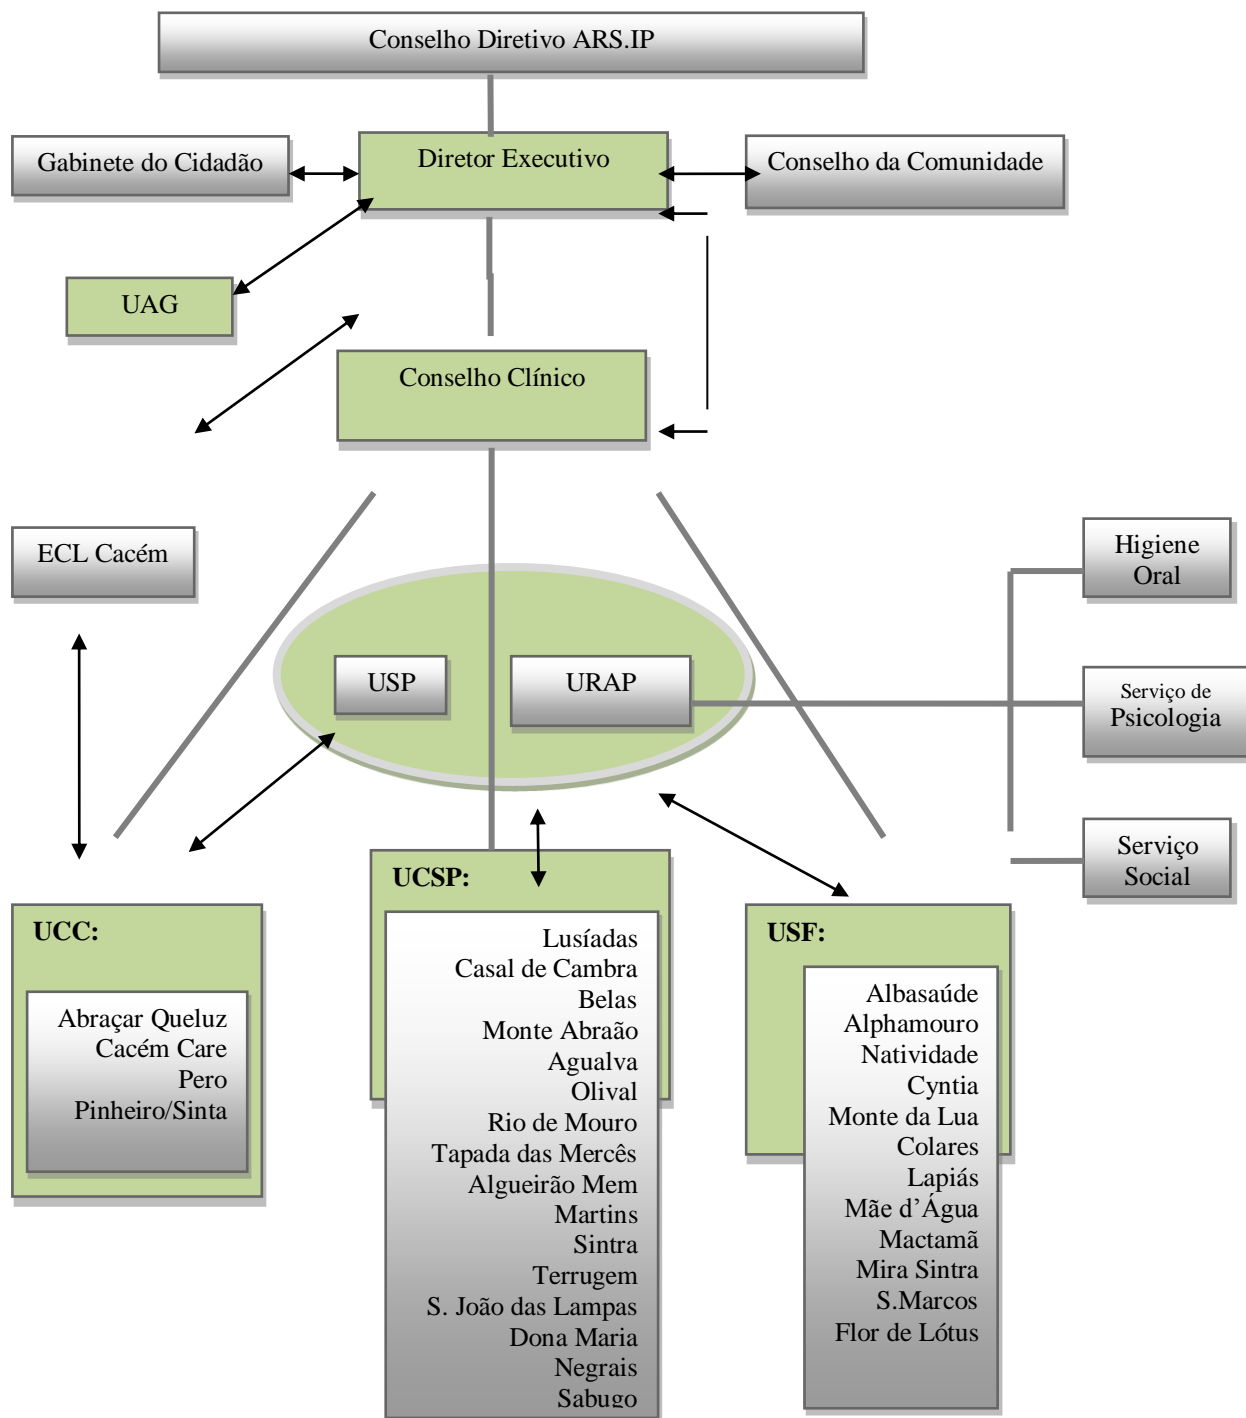 Conselho Diretivo ARS.IP
Gabinete do Cidadão
Diretor Executivo
Conselho da Comunidade
UAG
Conselho Clínico
ECL Cacém
Higiene
Oral
USP
URAP
Serviço de
Psicologia
Serviço
Social
UCC:
Abraçar Queluz
Cacém Care
Pero
Pinheiro/Sinta
UCSP:
Lusíadas
Casal de Cambra
Belas
Monte Abraão
Agualva
Olival
Rio de Mouro
Tapada das Mercês
Algueirão Mem
Martins
Sintra
Terrugem
S. João das Lampas
Dona Maria
Negrais
Sabugo
USF:
Albasaúde
Alphamouro
Natividade
Cyntia
Monte da Lua
Colares
Lapiás
Mãe d’Água
Mactamã
Mira Sintra
S.Marcos
Flor de Lótus